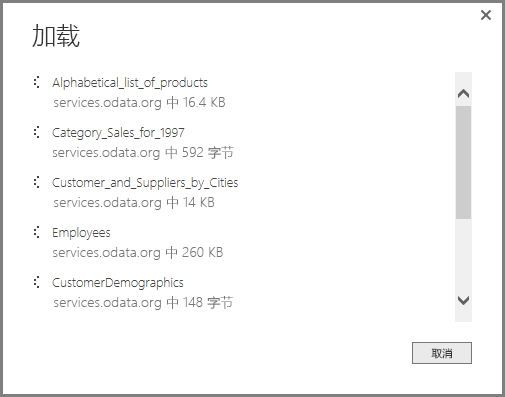 加载
Alphabetical_list_of_products
services.odata.org 中 16.4 KB
Category_Sales_for_1997
services.odata.org 中 592 字节
Customer_and_Suppliers_by_Cities
services.odata.org 中 14 KB
Employees
services.odata.org 中 260 KB
CustomerDemographics
services.odata.org 中 148 字节
取消